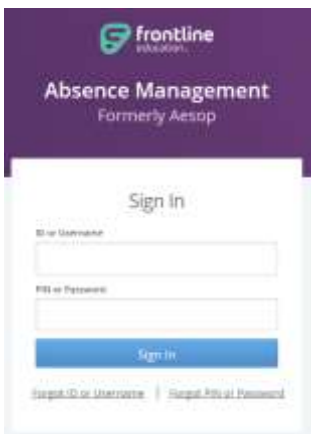 frontline
education
Absence Management
Formerly Aesop
Sign In
ID or Username
PIN or Password
Sign In
Forgot ID or Username | Forgot PIN or Password